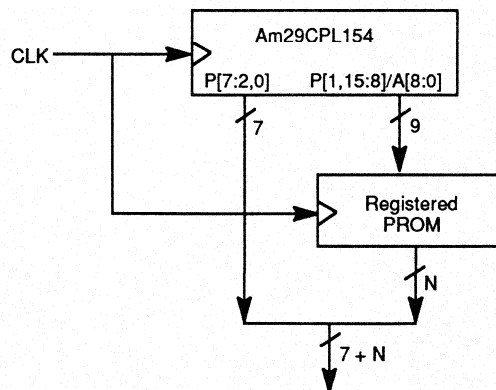 Am29CPL154
CLK
P[7:2,0] P[1,15:8]/A[8:0]
7
9
Registered
PROM
N
7 + N